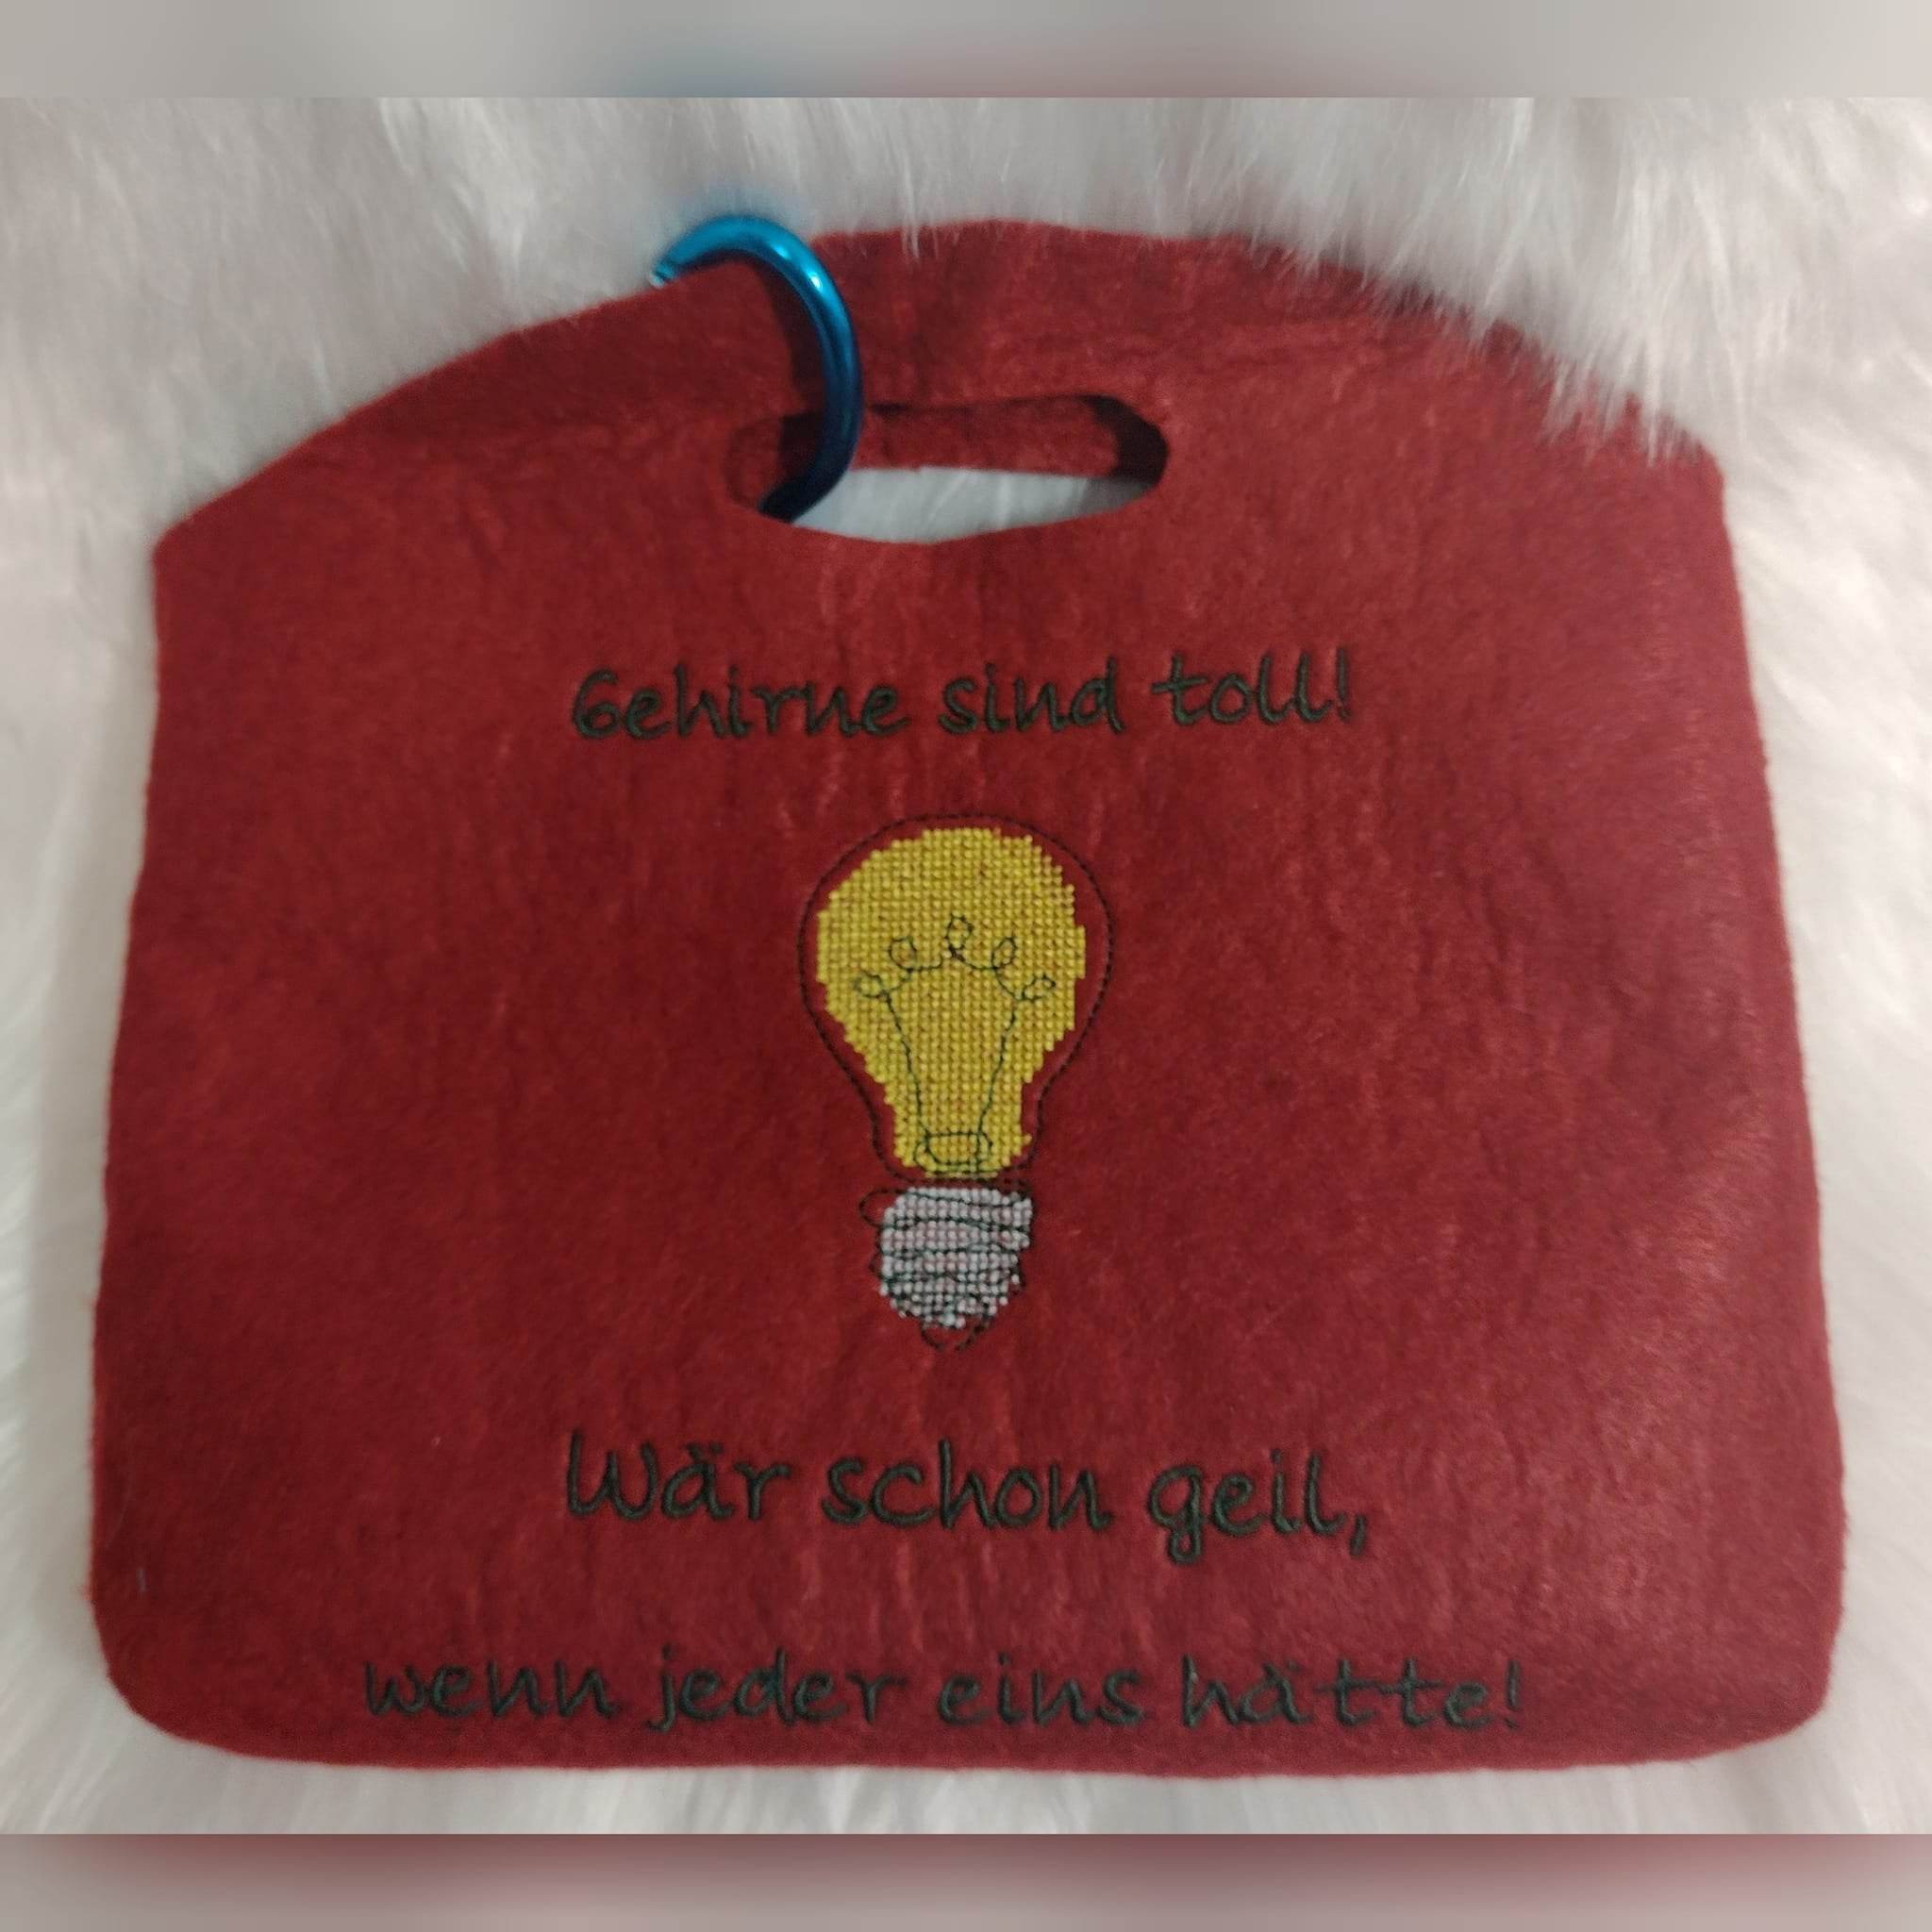 Gehirne sind toll!
Wär schon geil,
wenn jeder eins hätte!